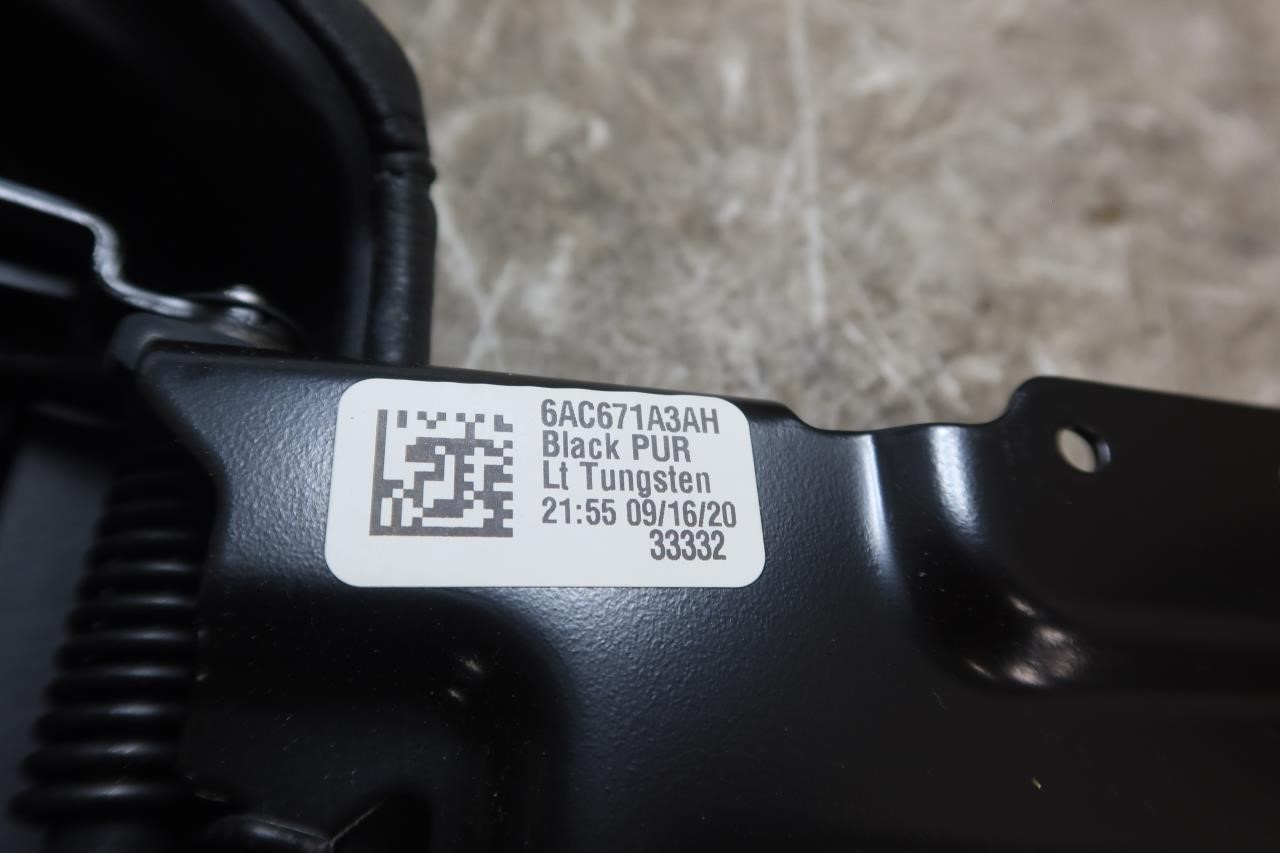 6AC671A3AH
Black PUR
Lt Tungsten
21:55 09/16/20
33332